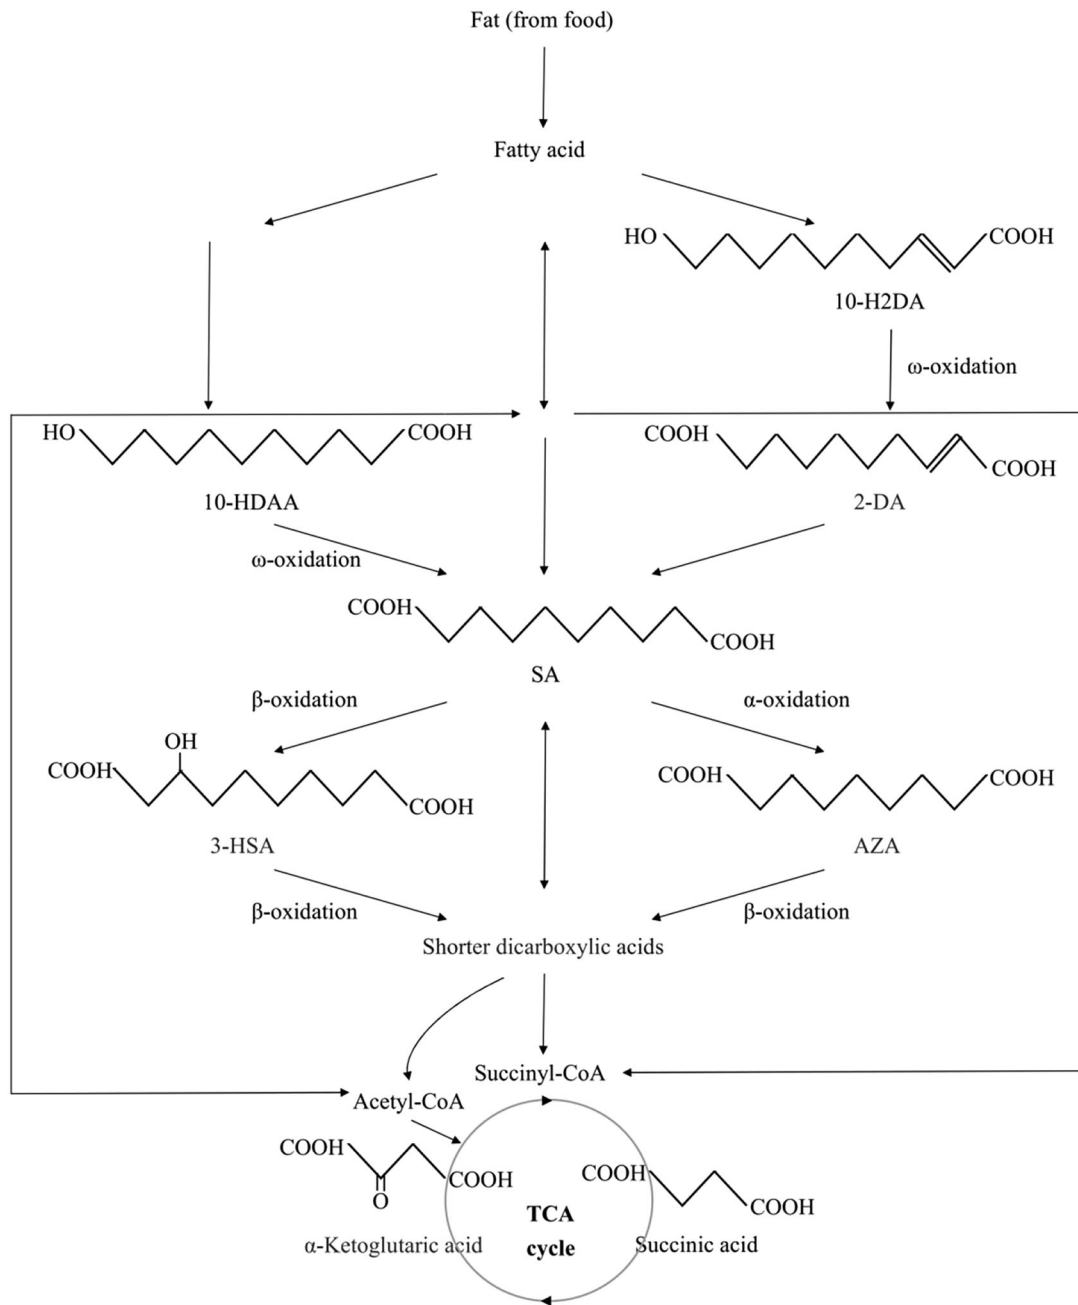 Fat (from food)
Fatty acid
HO
COOH
10-H2DA
ω-oxidation
HO
COOH
10-HDAA
COOH
COOH
2-DA
ω-oxidation
COOH
COOH
SA
β-oxidation
α-oxidation
OH
COOH
COOH
3-HSA
COOH
COOH
AZA
β-oxidation
β-oxidation
Shorter dicarboxylic acids
Succinyl-CoA
Acetyl-CoA
COOH
COOH
O
α-Ketoglutaric acid
TCA
cycle
COOH
COOH
Succinic acid